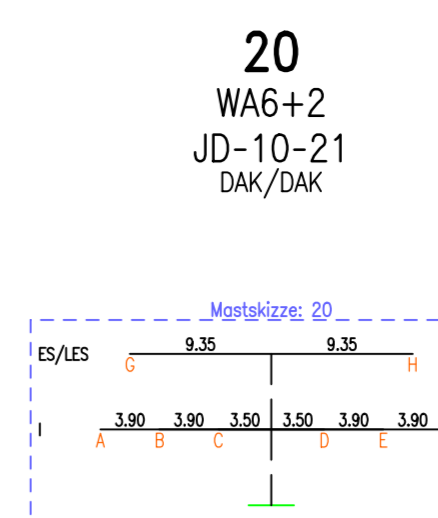 20
WA6+2
JD-10-21
DAK/DAK
Mastskizze: 20
ES/LES 9.35 9.35
G H
I 3.90 3.90 3.50 3.50 3.90 3.90
A B C D E